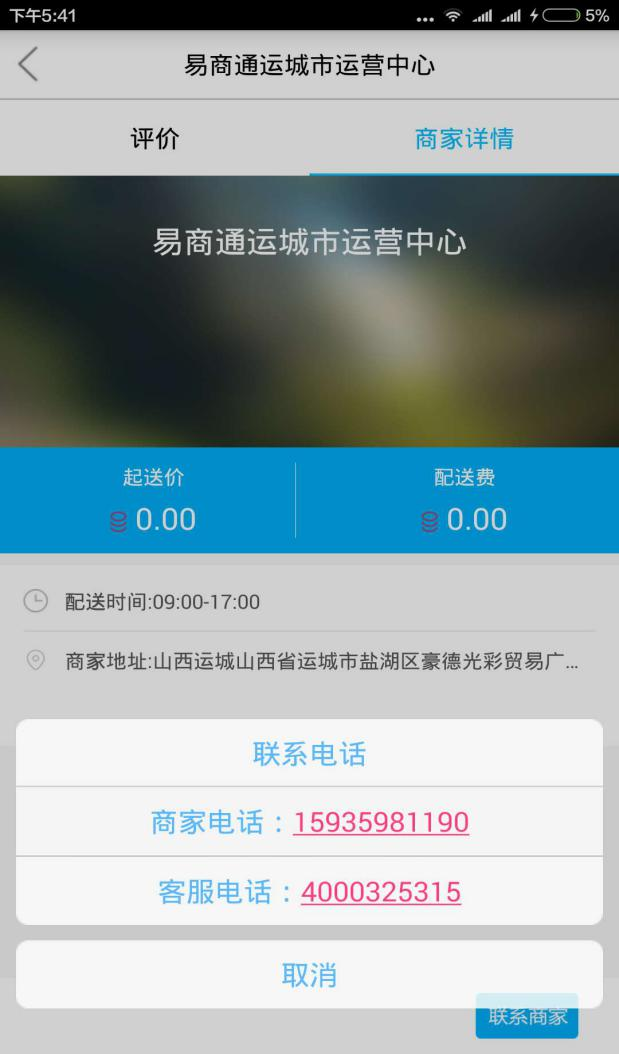 下午5:41
5%
易商通运城市运营中心
评价
商家详情
易商通运城市运营中心
起送价
配送费
0.00
0.00
配送时间:09:00-17:00
商家地址:山西运城山西省运城市盐湖区豪德光彩贸易广...
联系电话
商家电话：15935981190
客服电话：4000325315
取消
联系商家